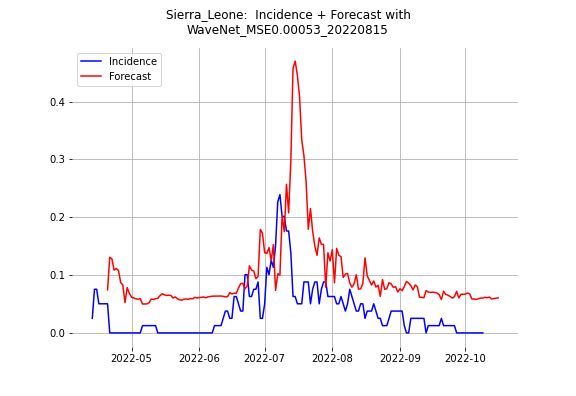 Sierra_Leone:  Incidence + Forecast with
WaveNet_MSE0.00053_20220815
Incidence
Forecast
0.4
0.3
0.2
0.1
0.0
2022-05 2022-06 2022-07 2022-08 2022-09 2022-10